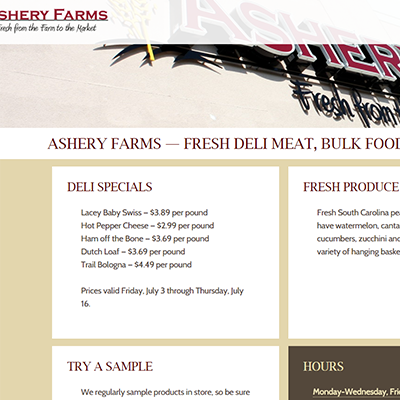 SHERY FARMS
Fresh from the Farm to the Market
ASHERY
Fresh from
ASHERY FARMS — FRESH DELI MEAT, BULK FOOD
DELI SPECIALS
Lacey Baby Swiss – $3.89 per pound
Hot Pepper Cheese – $2.99 per pound
Ham off the Bone – $3.69 per pound
Dutch Loaf – $3.69 per pound
Trail Bologna – $4.49 per pound
Prices valid Friday, July 3 through Thursday, July
16.
FRESH PRODUCE
Fresh South Carolina pea
have watermelon, canta
cucumbers, zucchini and
variety of hanging baske
TRY A SAMPLE
We regularly sample products in store, so be sure
HOURS
Monday-Wednesday, Fri